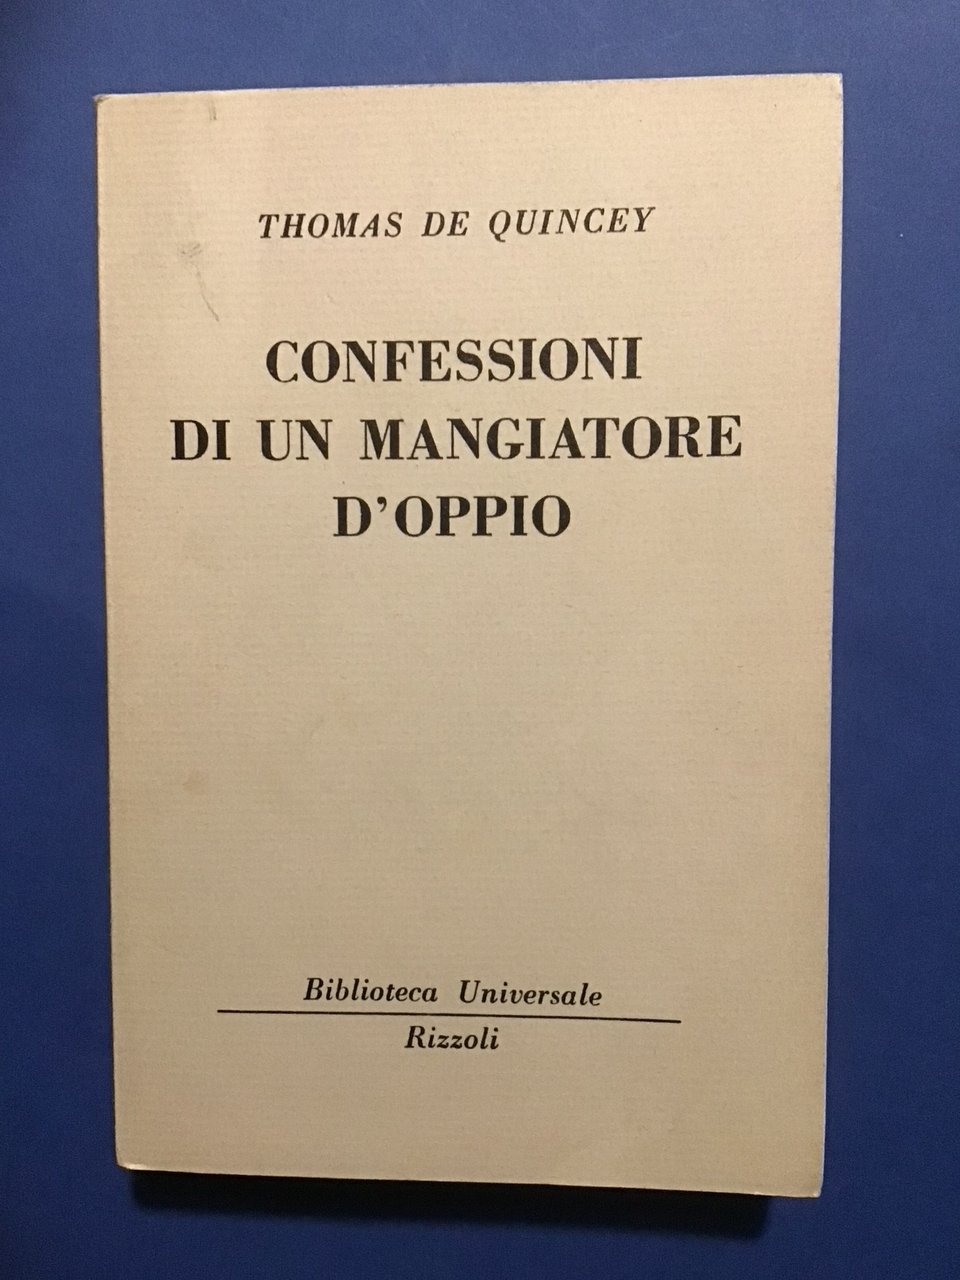 THOMAS DE QUINCEY
CONFESSIONI
DI UN MANGIATORE
D'OPPIO
Biblioteca Universale
Rizzoli